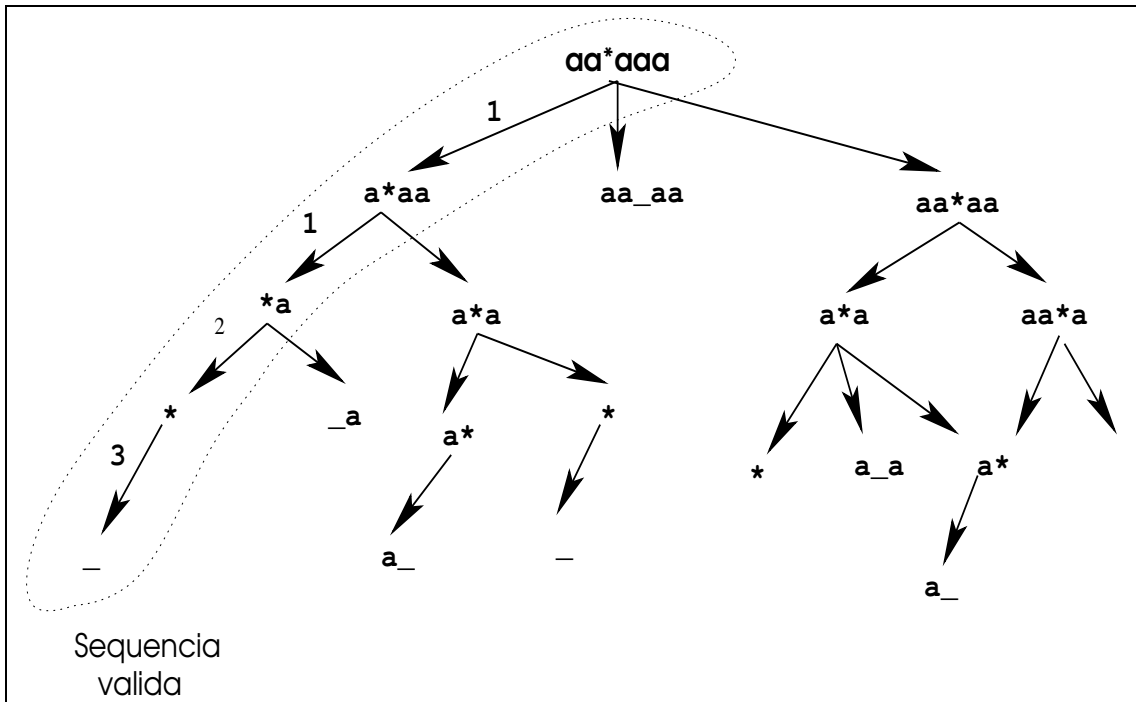 aa*aaa
1
a*aa
aa_aa
aa*aa
1
*a
a*a
a*a
aa*a
2
*
_a
a*
*
*
a_a
a*
3
_
a_
_
a_
Sequencia
valida